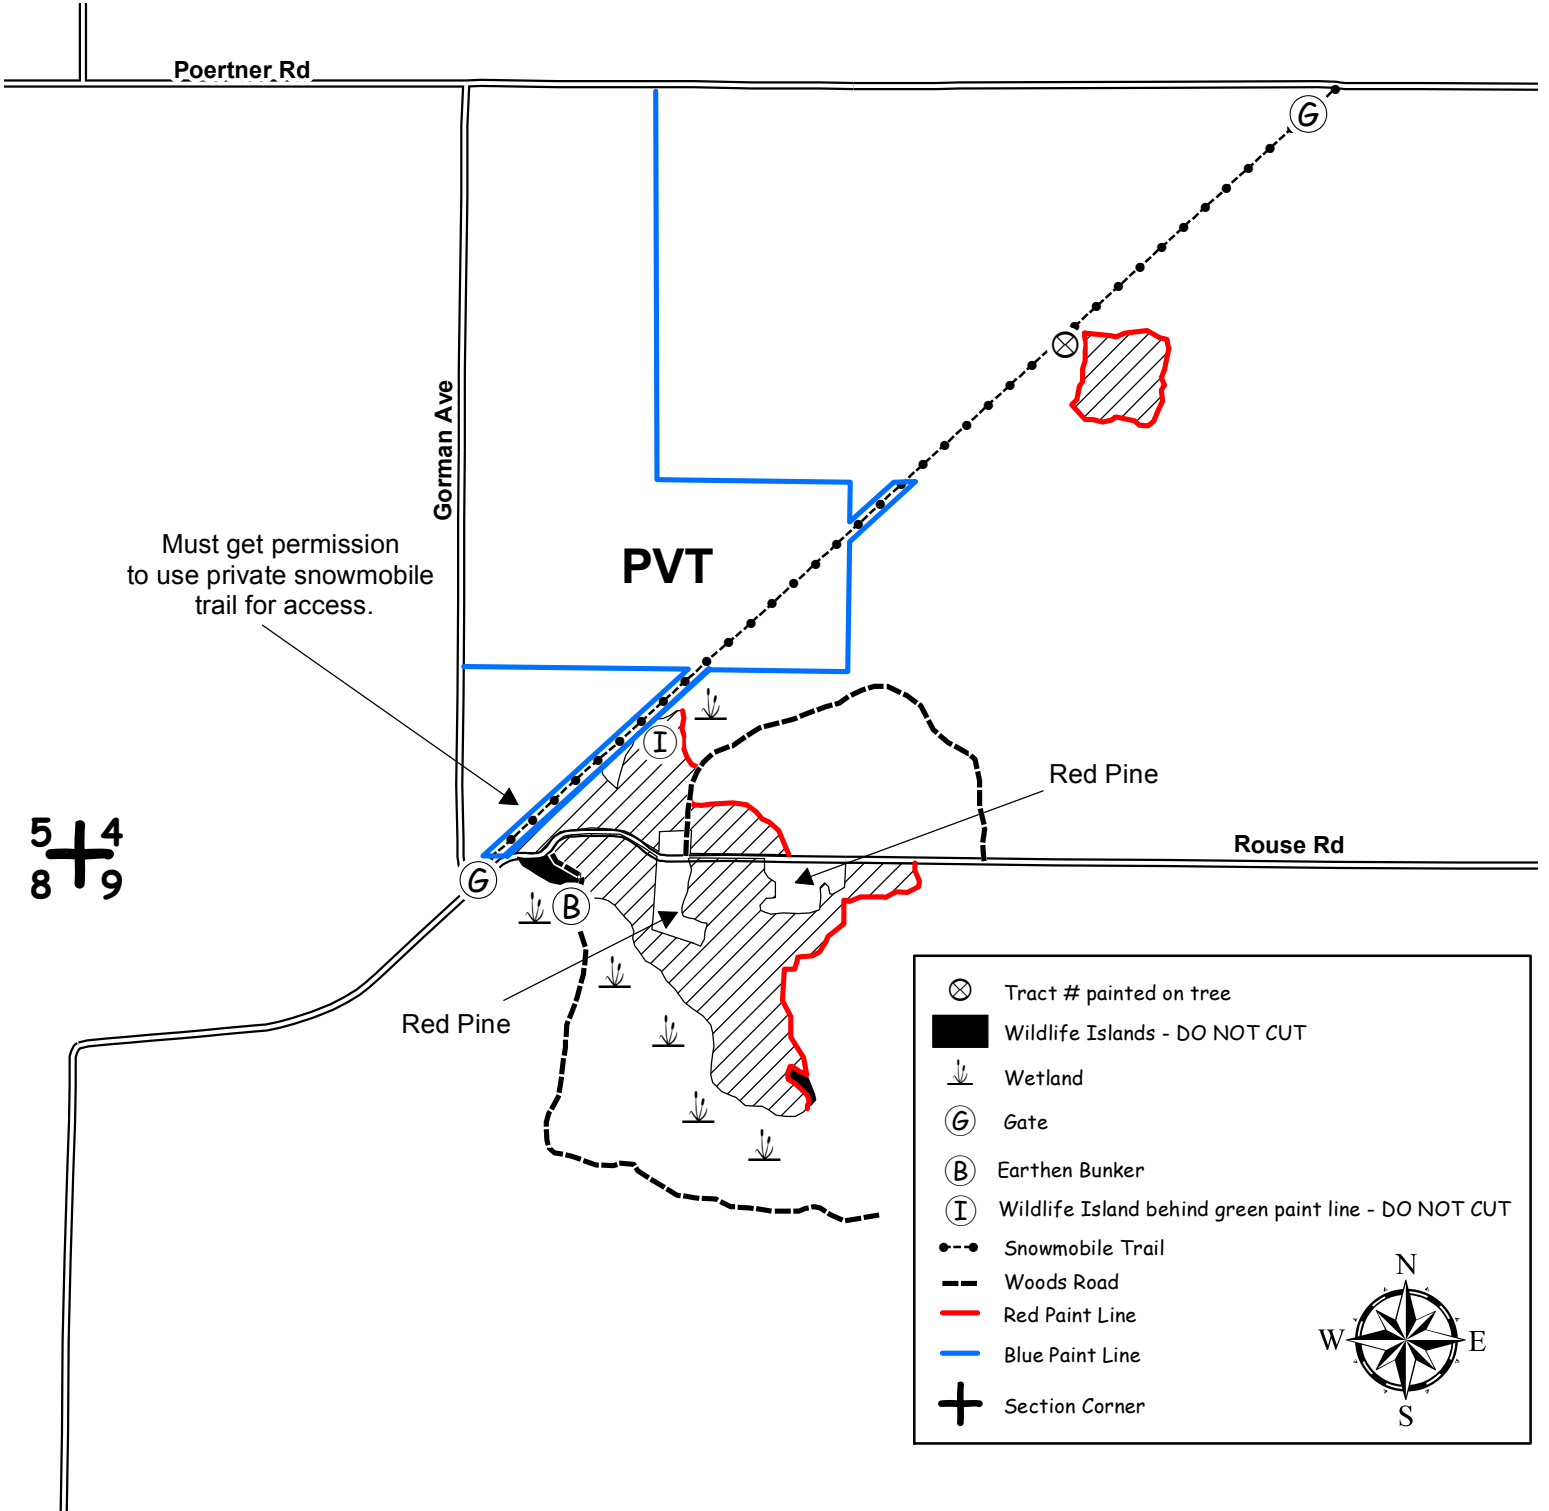 Poertner Rd
G
Gorman Ave
Must get permission
to use private snowmobile
trail for access.
PVT
I
Red Pine
5 4
8 9
Rouse Rd
G
B
Red Pine
Tract # painted on tree
Wildlife Islands - DO NOT CUT
Wetland
G Gate
B Earthen Bunker
I Wildlife Island behind green paint line - DO NOT CUT
Snowmobile Trail
Woods Road
Red Paint Line
Blue Paint Line
Section Corner
N
W E
S